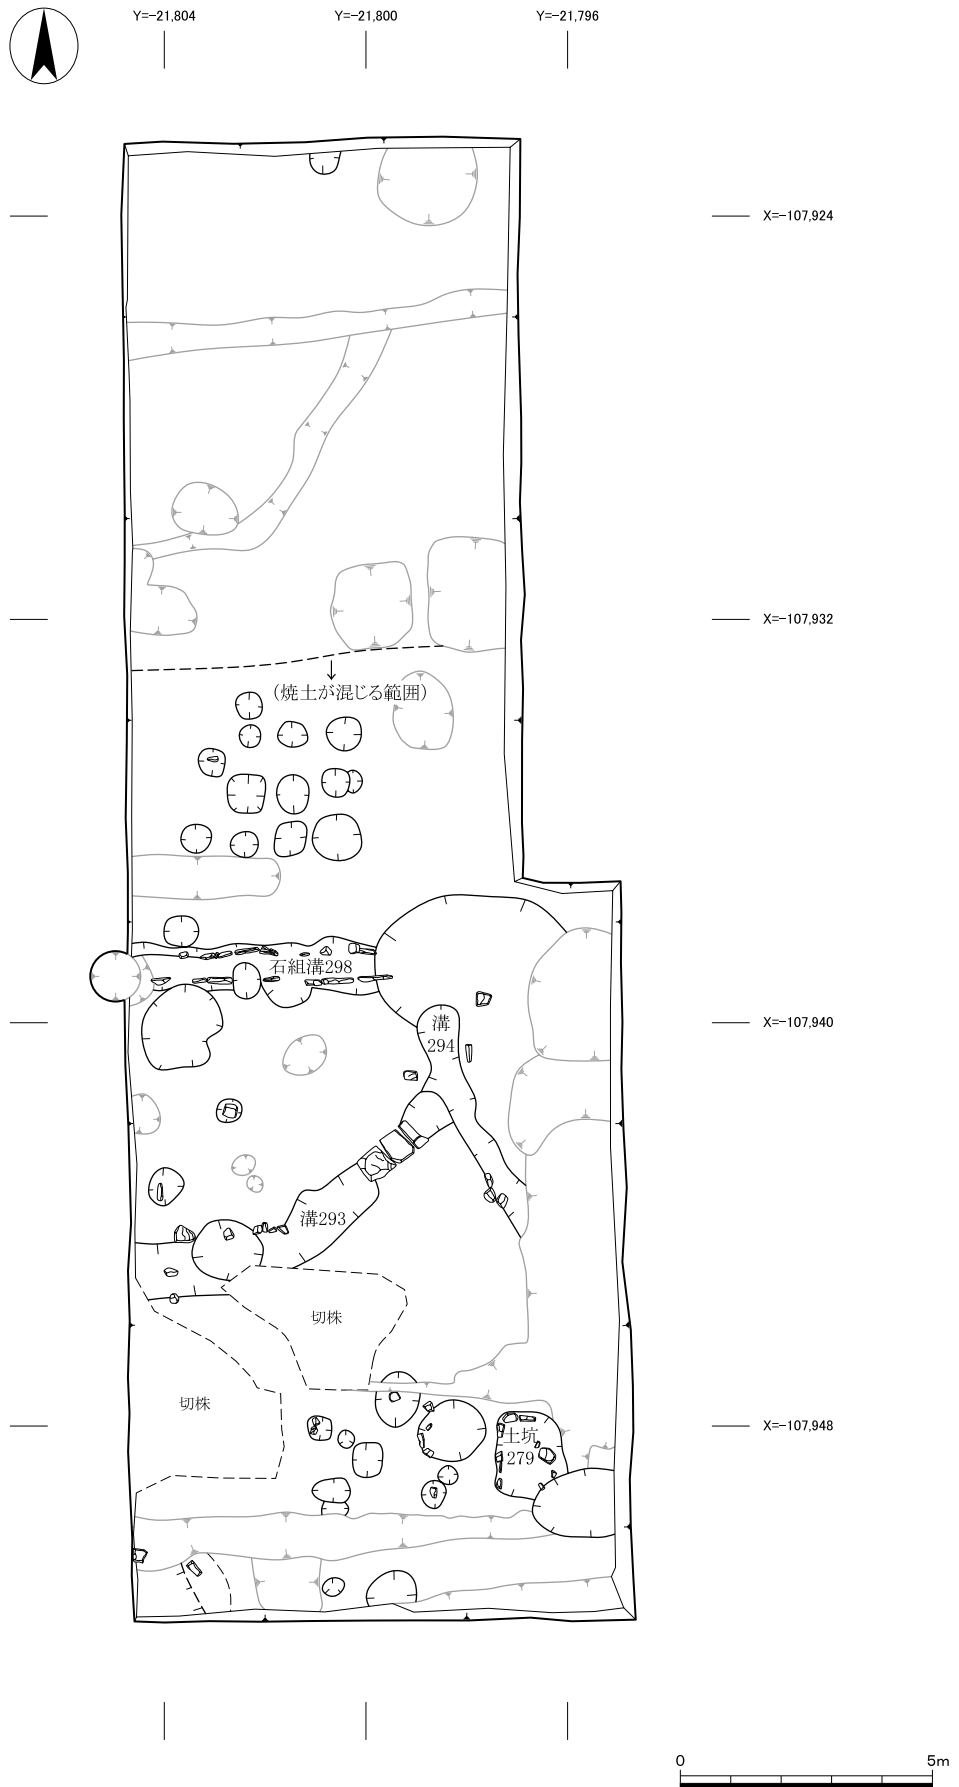 Y=-21,804
Y=-21,800
Y=-21,796
X=-107,924
X=-107,932
(焼土が混じる範囲)
石組溝298
溝
294
X=-107,940
溝293
切株
切株
X=-107,948
土坑
279
0
5m